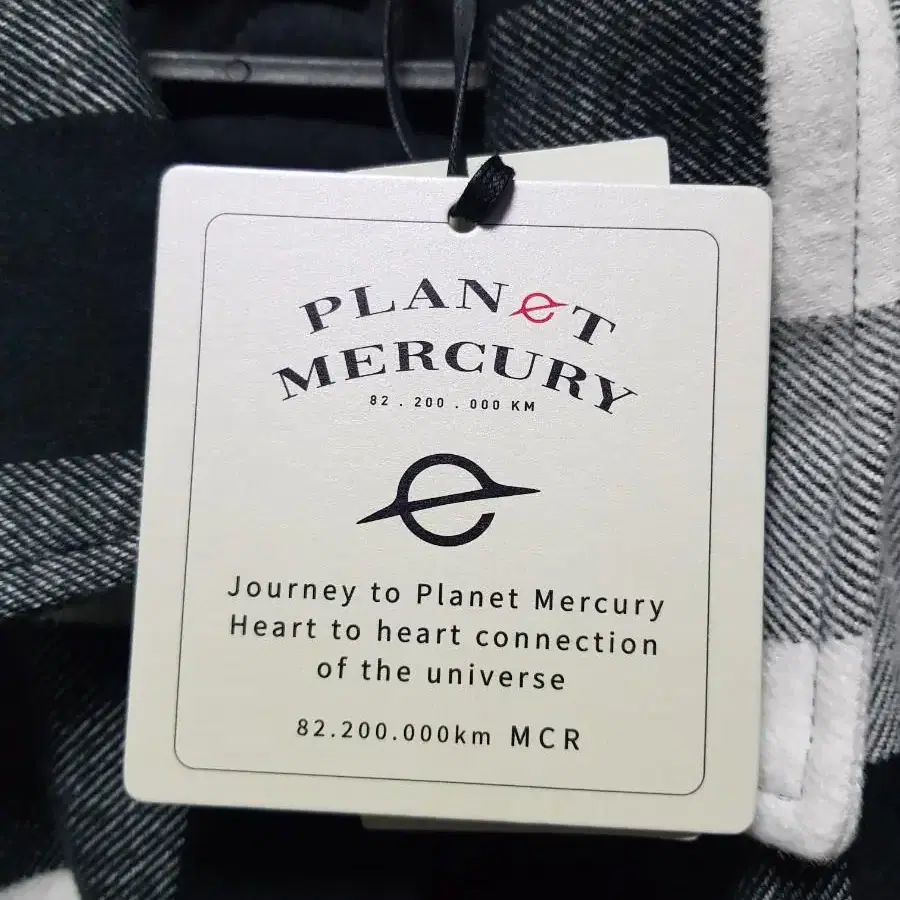 PLANeT
MERCURY
82 . 200 . 000 KM
Journey to Planet Mercury
Heart to heart connection
of the universe
82.200.000km MCR